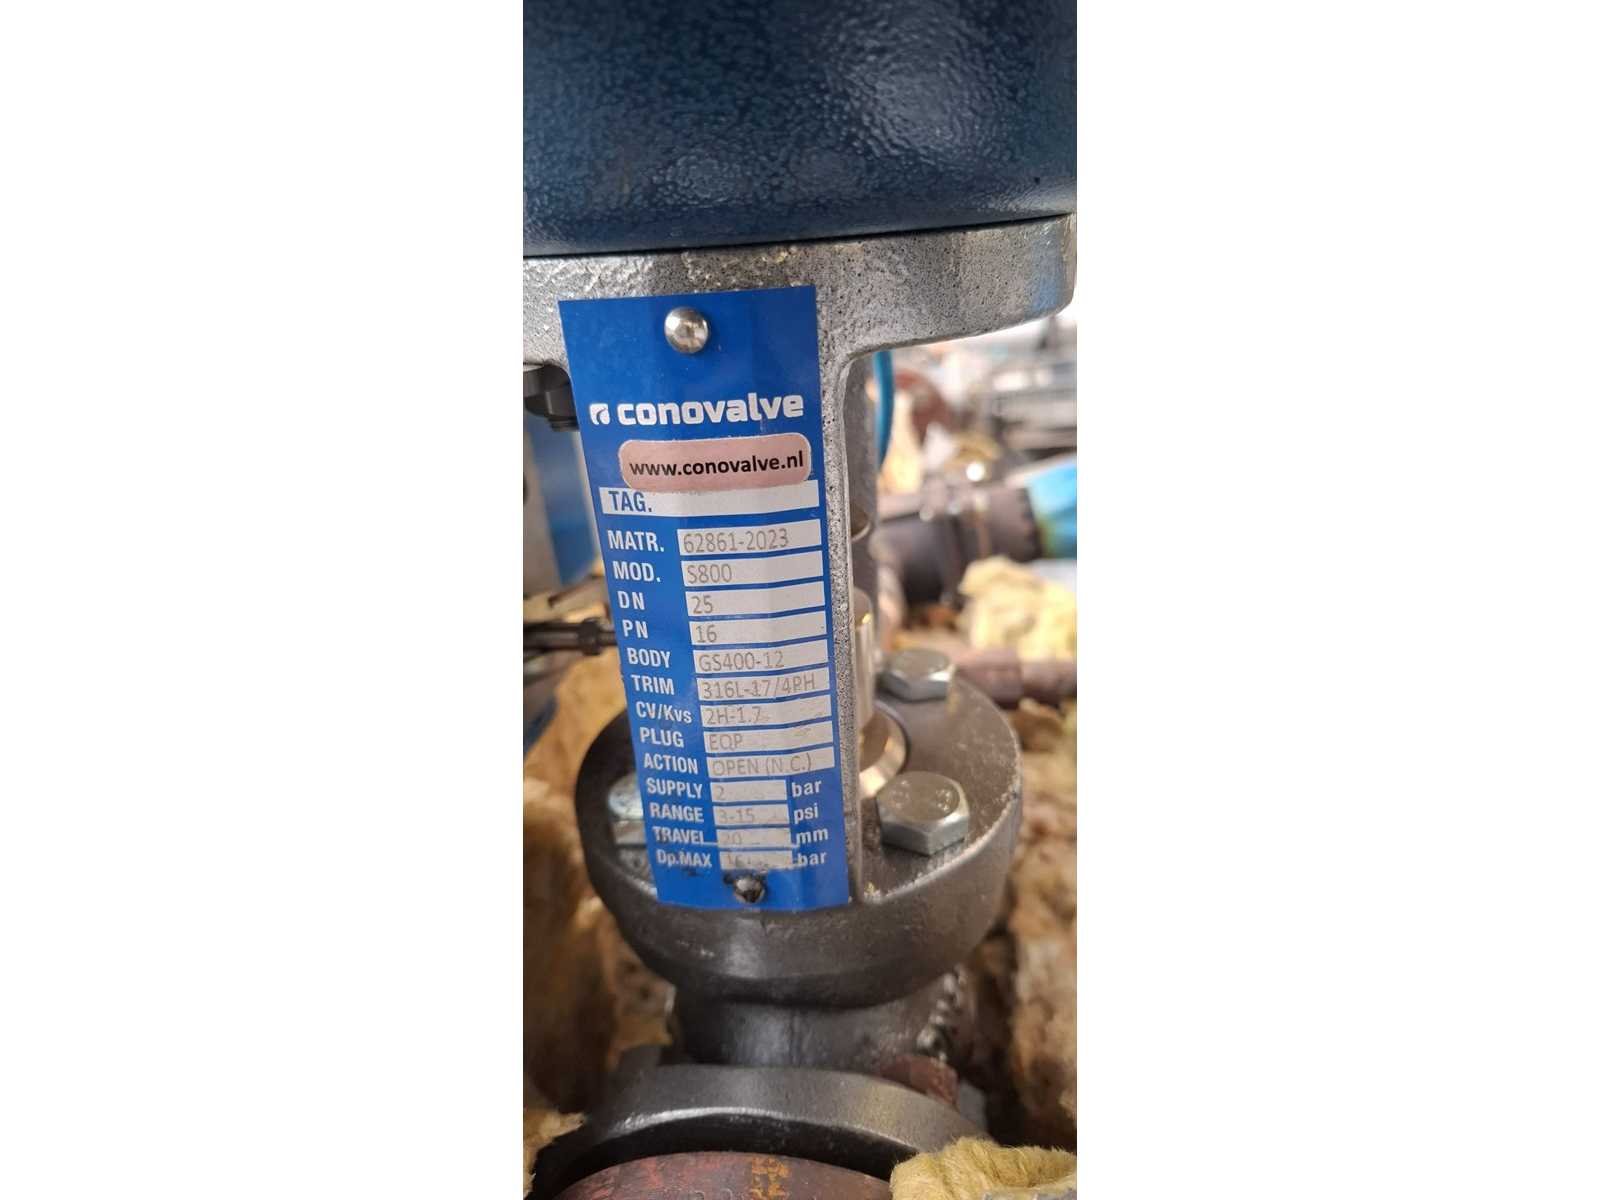 conovalve
www.conovalve.nl
TAG.
MATR. 62861-2023
MOD. S800
DN 25
PN 16
BODY GS400-12
TRIM 316L-17/4PH
CV/Kvs 2H-1.7
PLUG EQP
ACTION OPEN (N.C.)
SUPPLY 2 bar
RANGE 3-15 psi
TRAVEL 20 mm
Dp.MAX bar